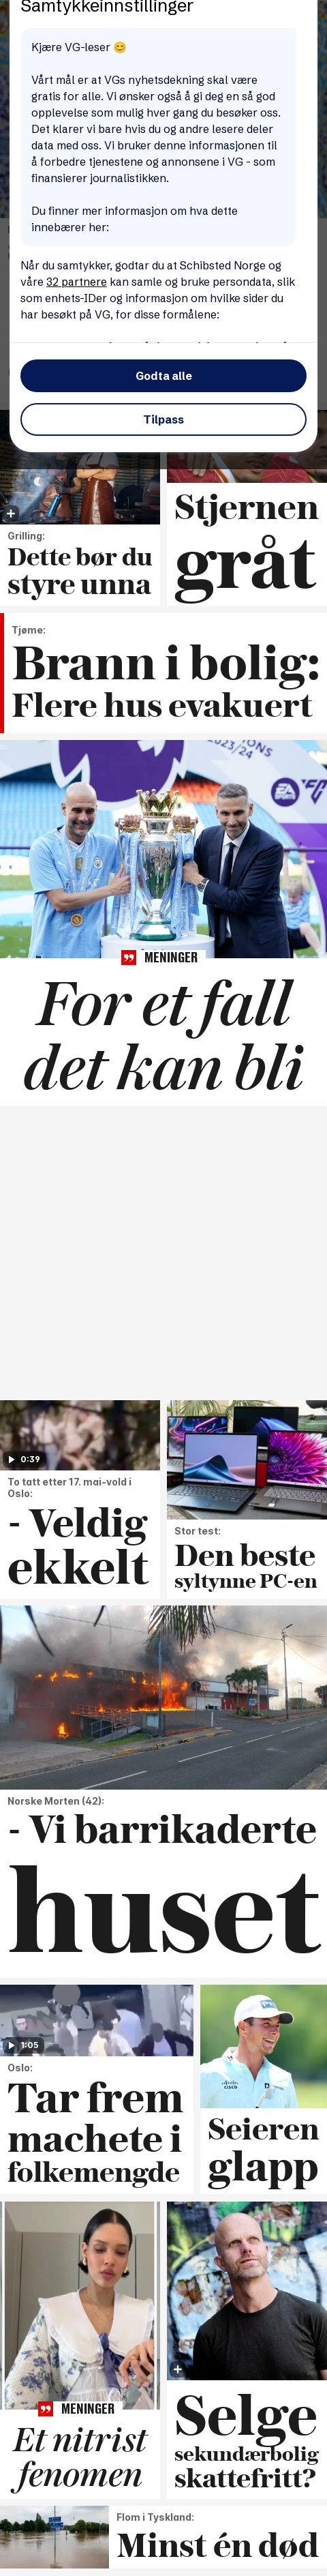 Samtykkeinnstillinger
Kjære VG-leser 😊
Vårt mål er at VGs nyhetsdekning skal være
gratis for alle. Vi ønsker også å gi deg en så god
opplevelse som mulig hver gang du besøker oss.
Det klarer vi bare hvis du og andre lesere deler
data med oss. Vi bruker denne informasjonen til
å forbedre tjenestene og annonsene i VG - som
finansierer journalistikken.
Du finner mer informasjon om hva dette
innebærer her:
Når du samtykker, godtar du at Schibsted Norge og
våre 32 partnere kan samle og bruke persondata, slik
som enhets-IDer og informasjon om hvilke sider du
har besøkt på VG, for disse formålene:
Godta alle
Tilpass
Grilling:
Dette bør du
styre unna
Stjernen
gråt
Tjøme:
Brann i bolig:
Flere hus evakuert
2023/24
EA
SPORTS
MENINGER
For et fall
det kan bli
0:39
To tatt etter 17. mai-vold i
Oslo:
- Veldig
ekkelt
Stor test:
Den beste
syltynne PC-en
Norske Morten (42):
- Vi barrikaderte
huset
1:05
Oslo:
Tar frem
machete i
folkemengde
CISCO
Seieren
glapp
MENINGER
Et nitrist
fenomen
Selge
sekundærbolig
skattefritt?
Flom i Tyskland:
Minst én død